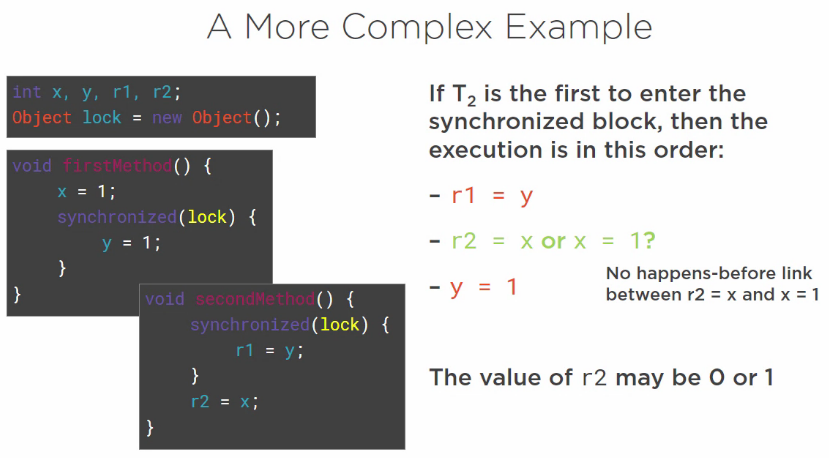 A More Complex Example
int x, y, r1, r2;
Object lock = new Object();
void firstMethod() {
x = 1;
synchronized(lock) {
y = 1;
}
}
void secondMethod() {
synchronized(lock) {
r1 = y;
}
r2 = x;
}
If T2 is the first to enter the
synchronized block, then the
execution is in this order:
– r1 = y
– r2 = x or x = 1?
– y = 1
No happens-before link
between r2 = x and x = 1
The value of r2 may be 0 or 1